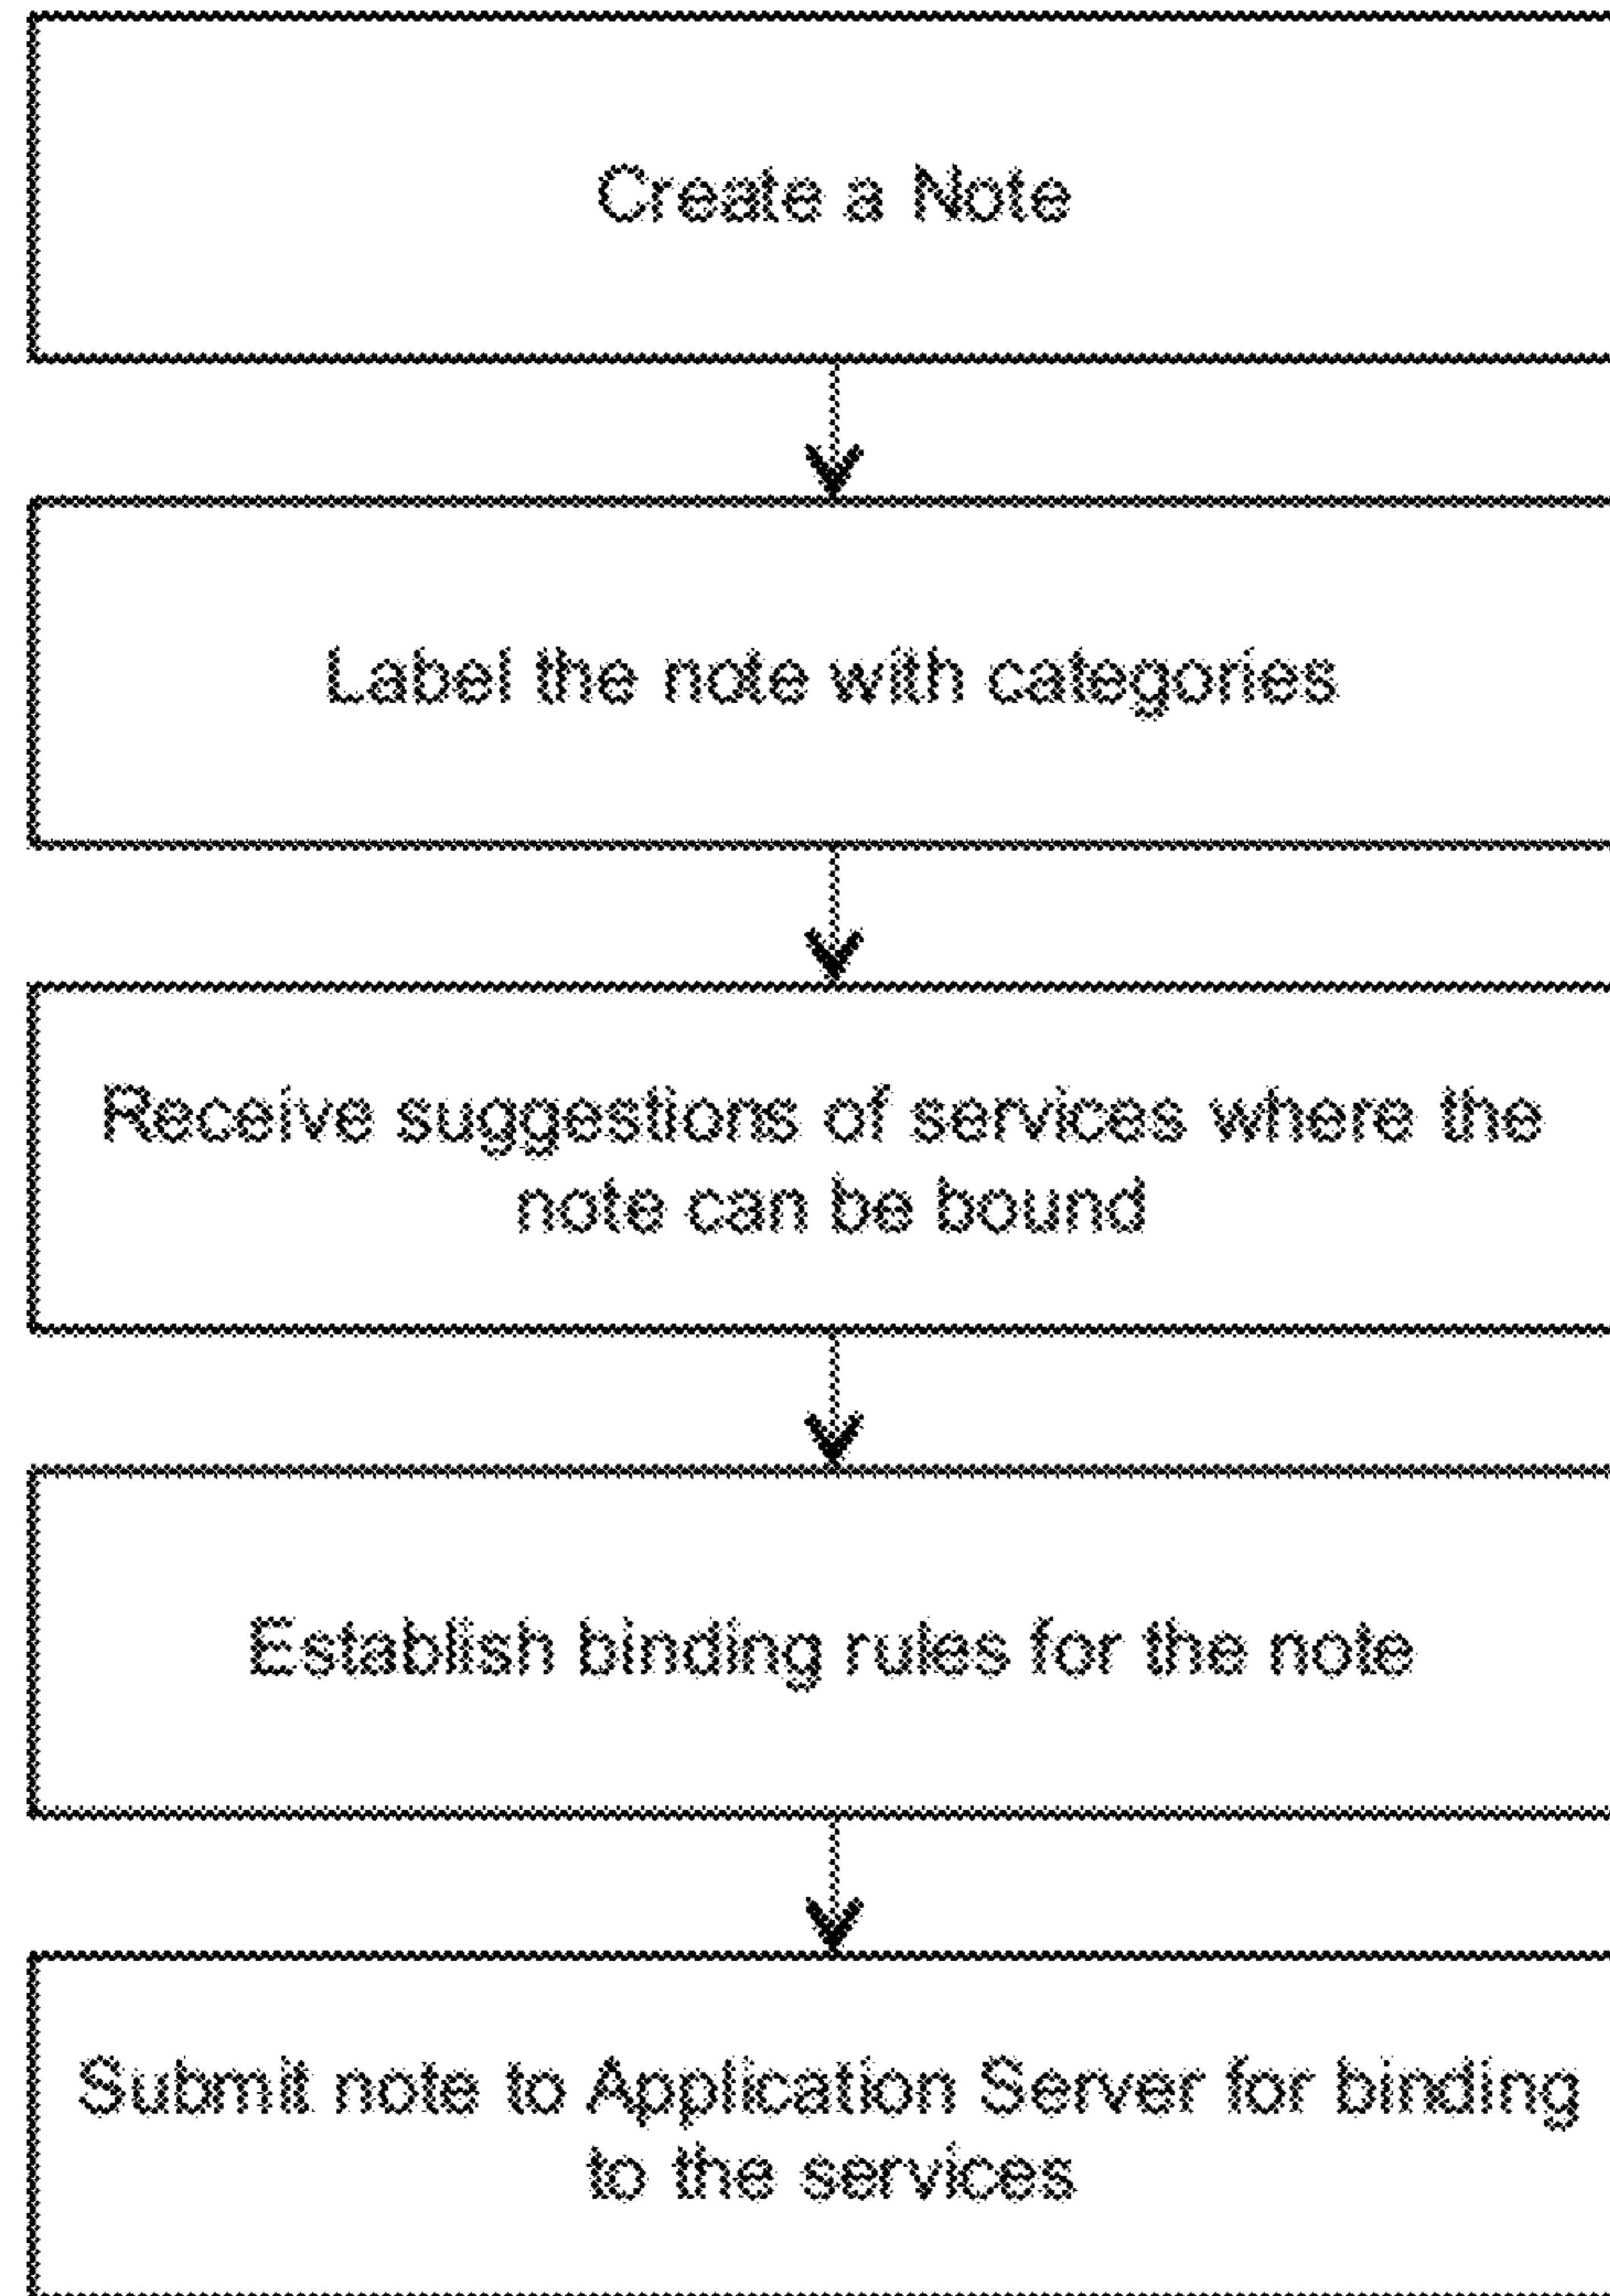 Create a Note
Label the note with categories
Receive suggestions of services where the
note can be bound
Establish binding rules for the note
Submit note to Application Server for binding
to the services